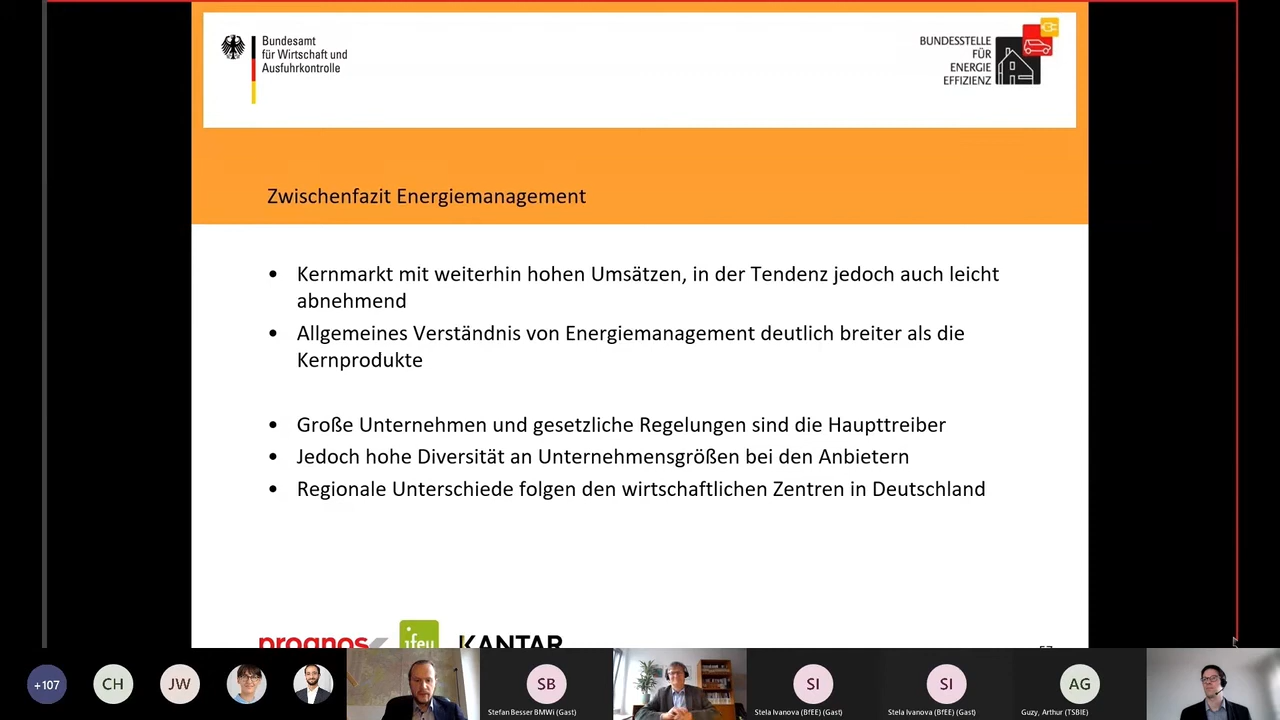 Bundesamt
für Wirtschaft und
Ausfuhrkontrolle
BUNDESSTELLE
FÜR
ENERGIE
EFFIZIENZ
Zwischenfazit Energiemanagement
• Kernmarkt mit weiterhin hohen Umsätzen, in der Tendenz jedoch auch leicht
abnehmend
• Allgemeines Verständnis von Energiemanagement deutlich breiter als die
Kernprodukte
• Große Unternehmen und gesetzliche Regelungen sind die Haupttreiber
• Jedoch hohe Diversität an Unternehmensgrößen bei den Anbietern
• Regionale Unterschiede folgen den wirtschaftlichen Zentren in Deutschland
prognos ifeu KANTAR
+107 CH JW SB SI SI AG
Stefan Besser BMWi (Gast) Stela Ivanova (BfEE) (Gast) Stela Ivanova (BfEE) (Gast) Guzy, Arthur (TSBIE)